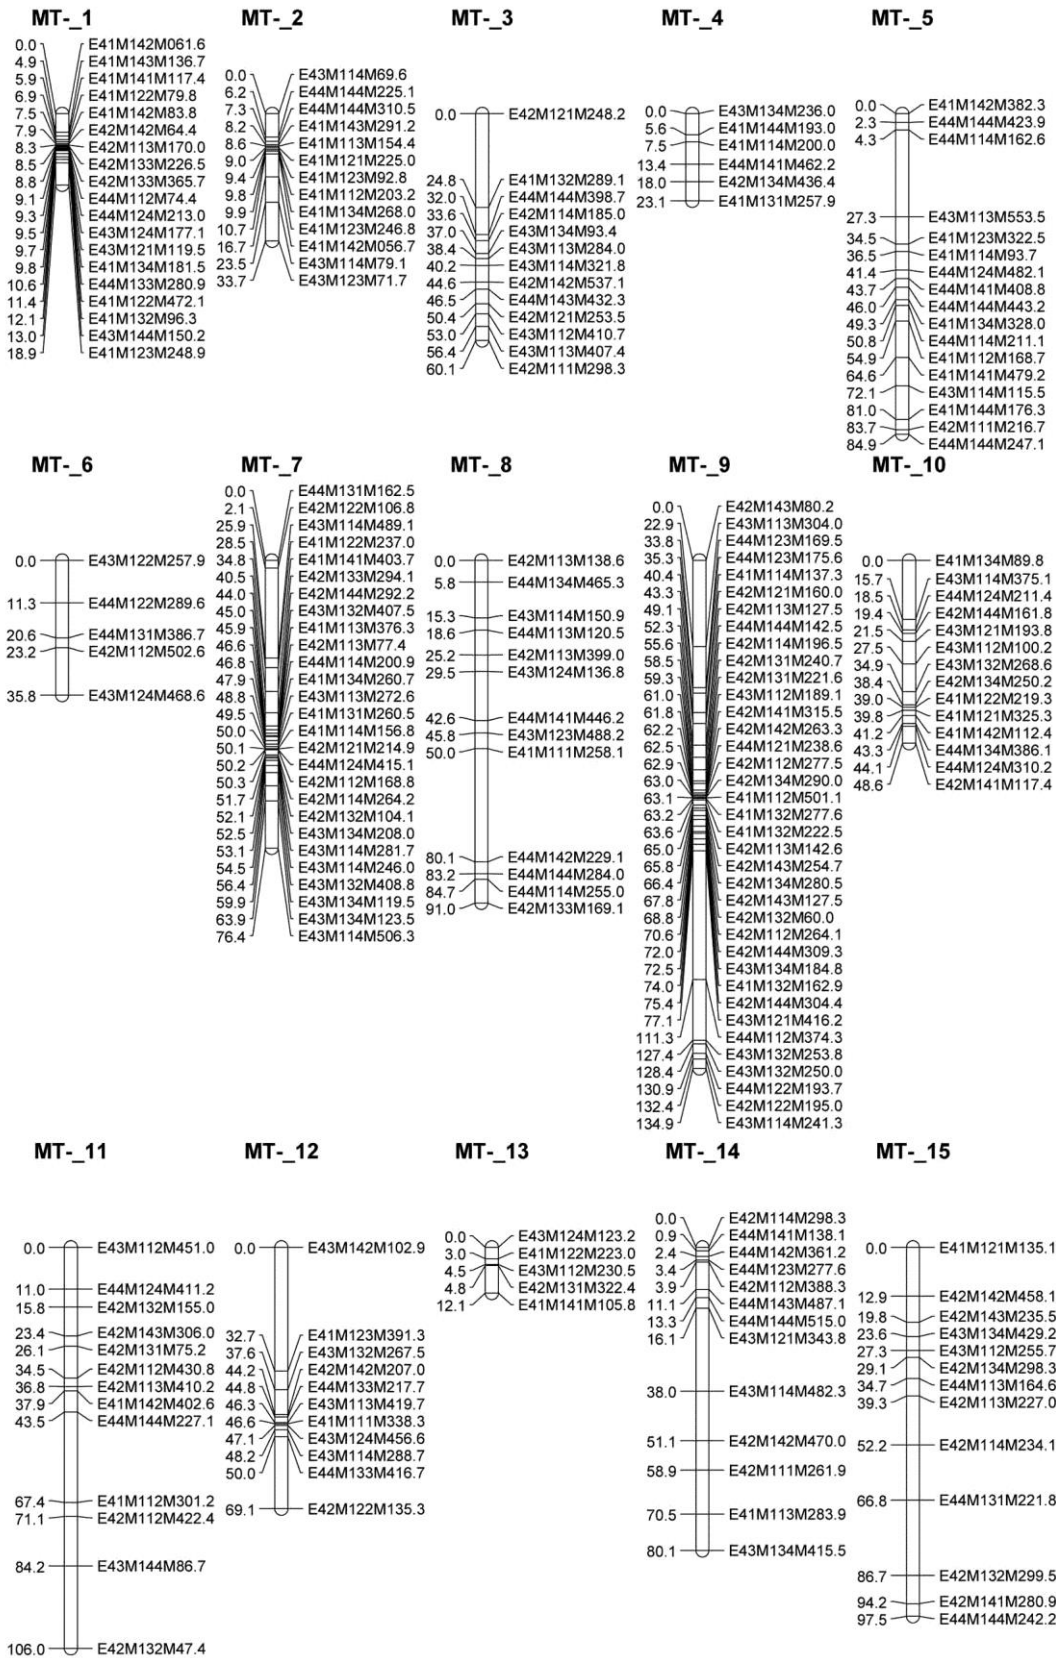 MT-_1
0.0 E41M142M061.6
4.9 E41M143M136.7
5.9 E41M141M117.4
6.9 E41M122M79.8
7.5 E41M142M83.8
7.9 E42M142M64.4
8.3 E42M113M170.0
8.5 E42M133M226.5
8.8 E42M133M365.7
9.1 E44M112M74.4
9.3 E44M124M213.0
9.5 E43M124M177.1
9.7 E43M121M119.5
9.8 E41M134M181.5
10.6 E44M133M280.9
11.4 E41M122M472.1
12.1 E41M132M96.3
13.0 E43M144M150.2
18.9 E41M123M248.9
MT-_2
0.0 E43M114M69.6
6.2 E44M144M225.1
7.3 E44M144M310.5
8.2 E41M143M291.2
8.6 E41M113M154.4
9.0 E41M121M225.0
9.4 E41M123M92.8
9.8 E41M112M203.2
9.9 E41M134M268.0
10.7 E41M123M246.8
16.7 E41M142M056.7
23.5 E43M114M79.1
33.7 E43M123M71.7
MT-_3
0.0 E42M121M248.2
24.8 E41M132M289.1
32.0 E44M144M398.7
33.6 E42M114M185.0
37.0 E43M134M93.4
38.4 E43M113M284.0
40.2 E43M114M321.8
44.6 E42M142M537.1
46.5 E44M143M432.3
50.4 E42M121M253.5
53.0 E43M112M410.7
56.4 E43M113M407.4
60.1 E42M111M298.3
MT-_4
0.0 E43M134M236.0
5.6 E41M144M193.0
7.5 E41M114M200.0
13.4 E44M141M462.2
18.0 E42M134M436.4
23.1 E41M131M257.9
MT-_5
0.0 E41M142M382.3
2.3 E44M144M423.9
4.3 E44M114M162.6
27.3 E43M113M553.5
34.5 E41M123M322.5
36.5 E41M114M93.7
41.4 E44M124M482.1
43.7 E44M141M408.8
46.0 E44M144M443.2
49.3 E41M134M328.0
50.8 E44M114M211.1
54.9 E41M112M168.7
64.6 E41M141M479.2
72.1 E43M114M115.5
81.0 E41M144M176.3
83.7 E42M111M216.7
84.9 E44M144M247.1
MT-_6
0.0 E43M122M257.9
11.3 E44M122M289.6
20.6 E44M131M386.7
23.2 E42M112M502.6
35.8 E43M124M468.6
MT-_7
0.0 E44M131M162.5
2.1 E42M122M106.8
25.9 E43M114M489.1
28.5 E41M122M237.0
34.8 E41M141M403.7
40.5 E42M133M294.1
44.0 E42M144M292.2
45.0 E43M132M407.5
45.9 E41M113M376.3
46.6 E42M113M77.4
46.8 E44M114M200.9
47.9 E41M134M260.7
48.8 E43M113M272.6
49.5 E41M131M260.5
50.0 E41M114M156.8
50.1 E42M121M214.9
50.2 E44M124M415.1
50.3 E42M112M168.8
51.7 E42M114M264.2
52.1 E42M132M104.1
52.5 E43M134M208.0
53.1 E43M114M281.7
54.5 E43M114M246.0
56.4 E43M132M408.8
59.9 E43M134M119.5
63.9 E42M134M123.5
76.4 E43M114M506.3
MT-_8
0.0 E42M113M138.6
5.8 E44M134M465.3
15.3 E43M114M150.9
18.6 E44M113M120.5
25.2 E42M113M399.0
29.5 E43M124M136.8
42.6 E44M141M446.2
45.8 E43M123M488.2
50.0 E41M111M258.1
80.1 E44M142M229.1
83.2 E44M144M284.0
84.7 E44M114M255.0
91.0 E42M133M169.1
MT-_9
0.0 E42M143M80.2
22.9 E43M113M304.0
33.8 E44M123M169.5
35.3 E44M123M175.6
40.4 E41M114M137.3
43.3 E42M121M160.0
49.1 E42M113M127.5
52.3 E44M144M142.5
55.6 E42M114M196.5
58.5 E42M131M240.7
59.3 E42M131M221.6
61.0 E43M112M189.1
61.8 E42M141M315.5
62.2 E42M142M263.3
62.5 E44M121M238.6
62.9 E42M112M277.5
63.0 E42M134M290.0
63.1 E41M112M501.1
63.2 E41M132M277.6
63.6 E41M132M222.5
65.0 E42M113M142.6
65.8 E42M143M254.7
66.4 E42M134M280.5
67.8 E42M143M127.5
68.8 E42M132M60.0
70.6 E42M112M264.1
72.0 E42M144M309.3
72.5 E43M134M184.8
74.0 E41M132M162.9
75.4 E42M144M304.4
77.1 E43M121M416.2
111.3 E44M112M374.3
127.4 E43M132M253.8
128.4 E43M132M250.0
130.9 E44M122M193.7
132.4 E42M122M195.0
134.9 E43M114M241.3
MT-_10
0.0 E41M134M89.8
15.7 E43M114M375.1
18.5 E44M124M211.4
19.4 E42M144M161.8
21.5 E43M121M193.8
27.5 E43M112M100.2
34.9 E43M132M268.6
38.4 E42M134M250.2
39.0 E41M122M219.3
39.8 E41M121M325.3
41.2 E41M142M112.4
43.3 E44M134M386.1
44.1 E44M124M310.2
48.6 E42M141M117.4
MT-_11
0.0 E43M112M451.0
11.0 E44M124M411.2
15.8 E42M132M155.0
23.4 E42M143M306.0
26.1 E42M131M75.2
34.5 E42M112M430.8
36.8 E42M113M410.2
37.9 E41M142M402.6
43.5 E44M144M227.1
67.4 E41M112M301.2
71.1 E42M112M422.4
84.2 E43M144M86.7
106.0 E42M132M47.4
MT-_12
0.0 E43M142M102.9
32.7 E41M123M391.3
37.6 E43M132M267.5
44.2 E42M142M207.0
44.8 E44M133M217.7
46.3 E43M113M419.7
46.6 E41M111M338.3
47.1 E43M124M456.6
48.2 E43M114M288.7
50.0 E44M133M416.7
69.1 E42M122M135.3
MT-_13
0.0 E43M124M123.2
3.0 E41M122M223.0
4.5 E43M112M230.5
4.8 E42M131M322.4
12.1 E41M141M105.8
MT-_14
0.0 E42M114M298.3
0.9 E44M141M138.1
2.4 E44M142M361.2
3.4 E44M123M277.6
3.9 E42M112M388.3
11.1 E44M143M487.1
13.3 E44M144M515.0
16.1 E43M121M343.8
38.0 E43M114M482.3
51.1 E42M142M470.0
58.9 E42M111M261.9
70.5 E41M113M283.9
80.1 E43M134M415.5
MT-_15
0.0 E41M121M135.1
12.9 E42M142M458.1
19.8 E42M143M235.5
23.6 E44M134M429.2
27.3 E43M112M255.7
29.1 E42M134M298.3
34.7 E44M113M164.6
39.3 E42M113M227.0
52.2 E42M114M234.1
66.8 E44M131M221.8
86.7 E42M132M299.5
94.2 E42M141M280.9
97.5 E44M144M242.2